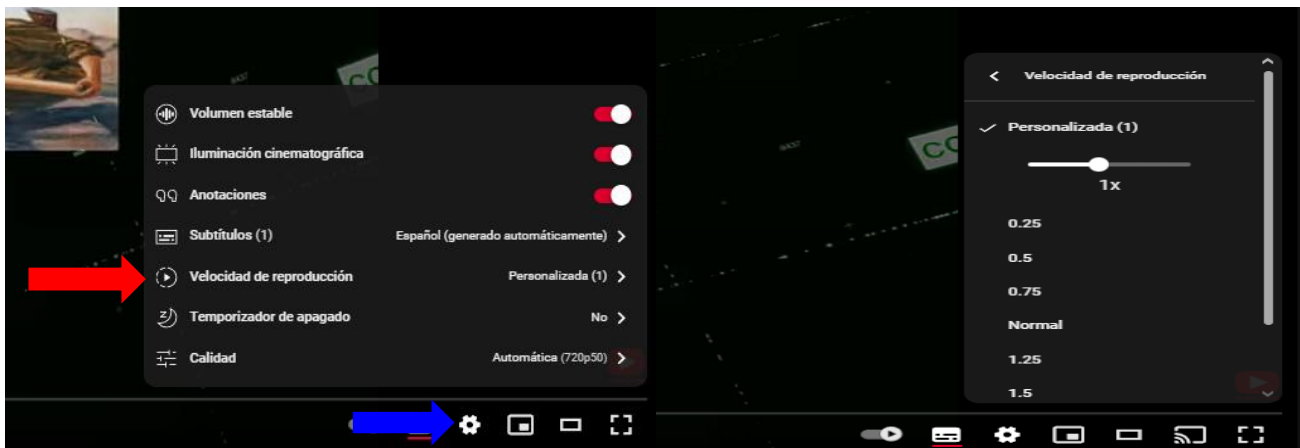 Volumen estable
Iluminación cinematográfica
Anotaciones
Subtítulos (1) Español (generado automáticamente)
Velocidad de reproducción Personalizada (1)
Temporizador de apagado No
Calidad Automática (720p50)
Velocidad de reproducción
Personalizada (1)
1x
0.25
0.5
0.75
Normal
1.25
1.5